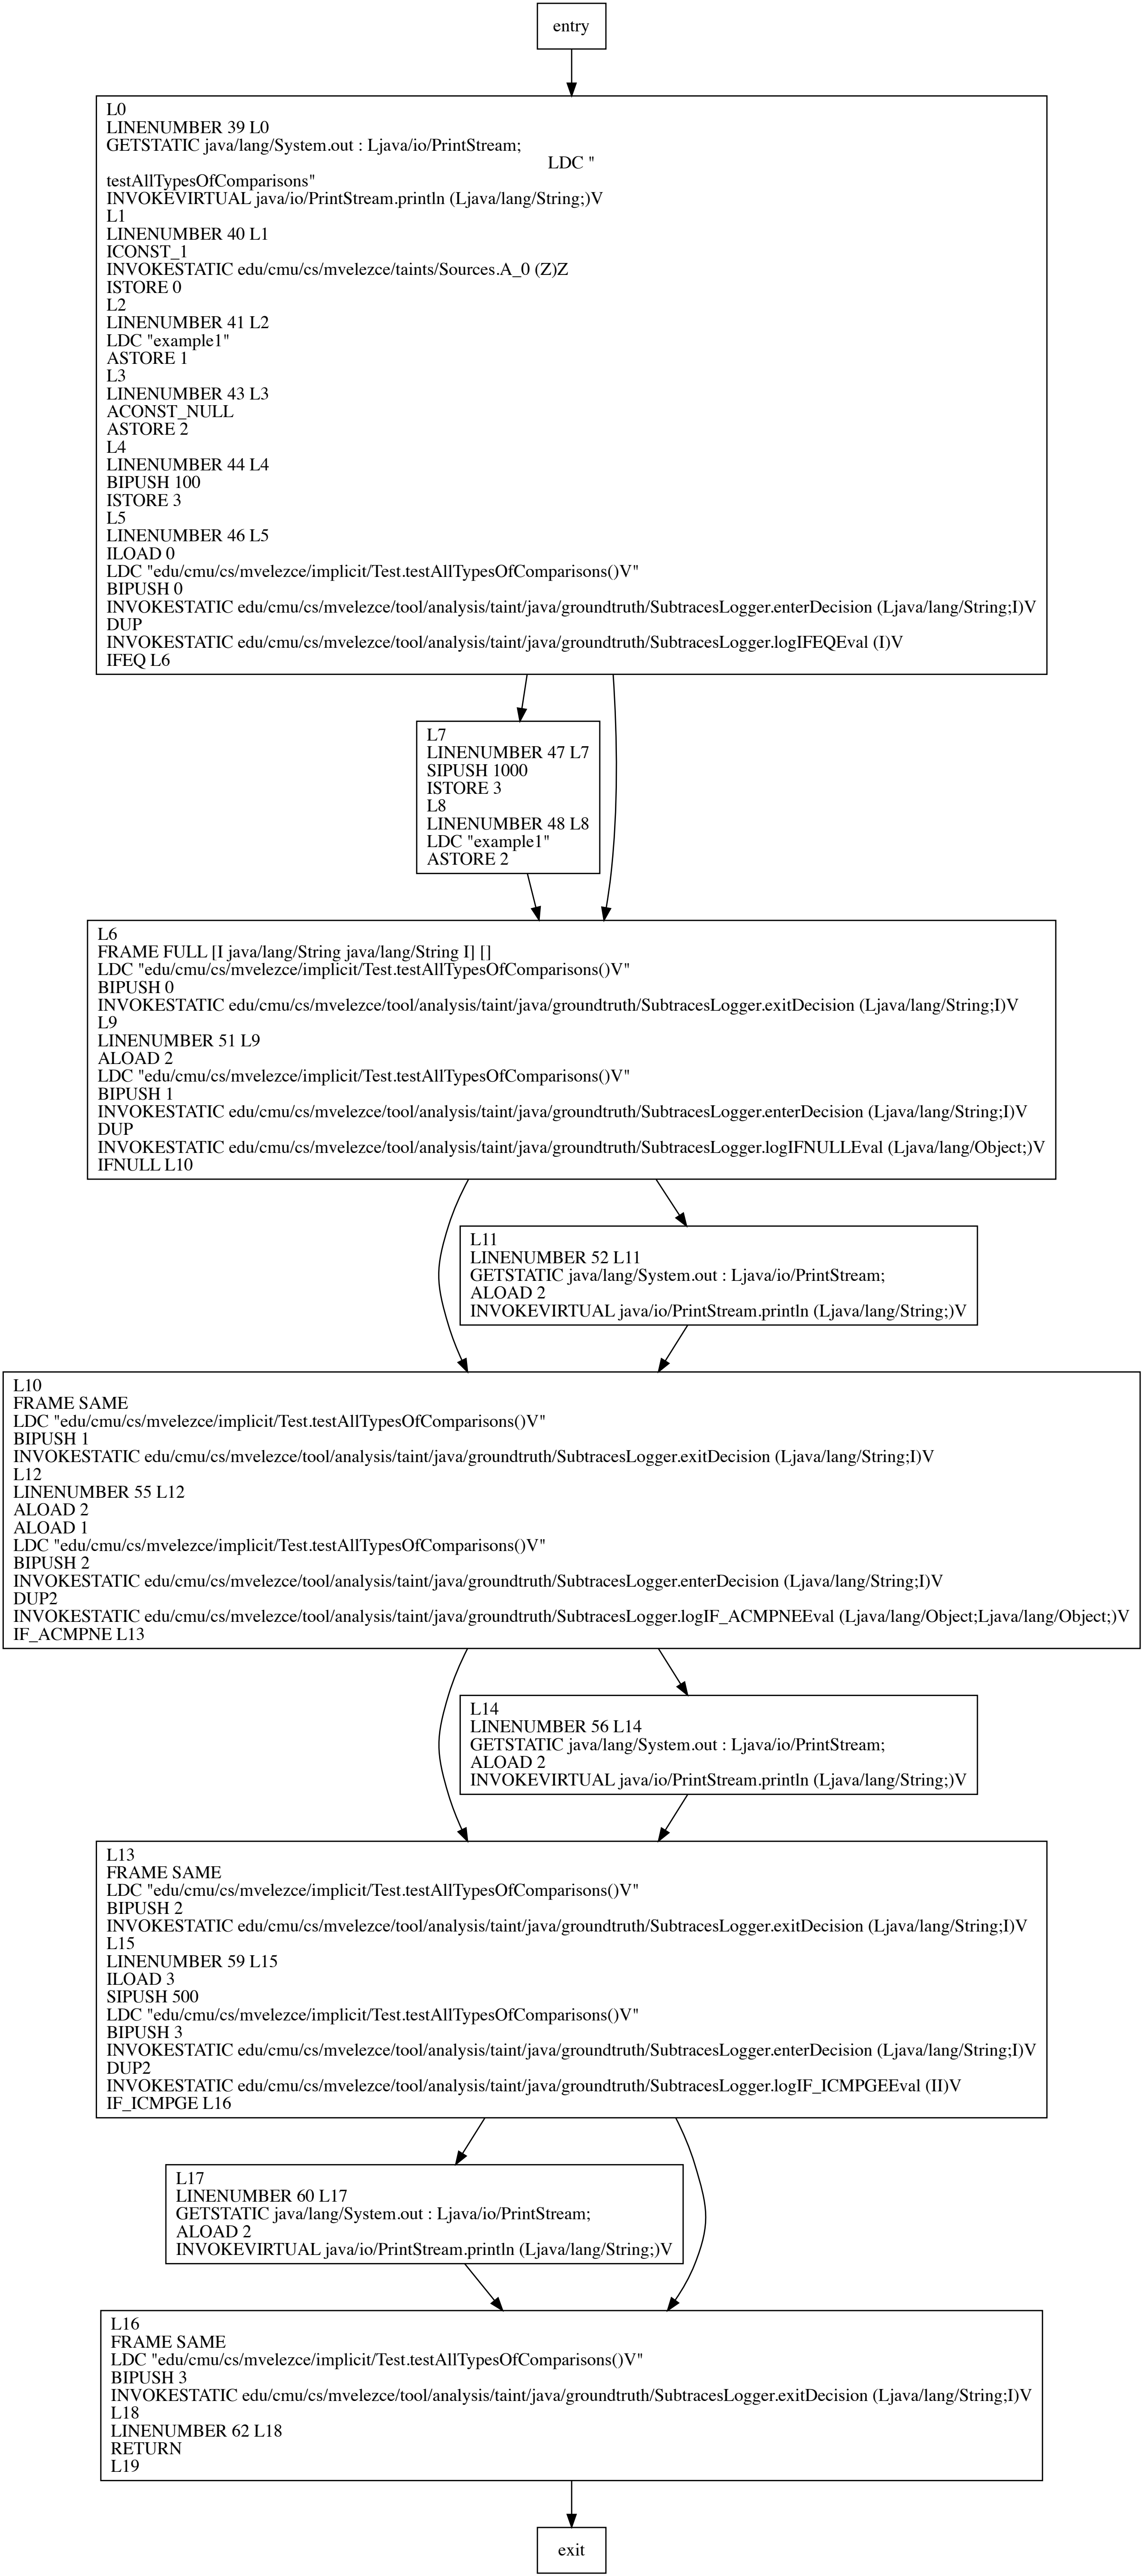 entry
L0
LINENUMBER 39 L0
GETSTATIC java/lang/System.out : Ljava/io/PrintStream;
LDC "
testAllTypesOfComparisons"
INVOKEVIRTUAL java/io/PrintStream.println (Ljava/lang/String;)V
L1
LINENUMBER 40 L1
ICONST_1
INVOKESTATIC edu/cmu/cs/mvelezce/taints/Sources.A_0 (Z)Z
ISTORE 0
L2
LINENUMBER 41 L2
LDC "example1"
ASTORE 1
L3
LINENUMBER 43 L3
ACONST_NULL
ASTORE 2
L4
LINENUMBER 44 L4
BIPUSH 100
ISTORE 3
L5
LINENUMBER 46 L5
ILOAD 0
LDC "edu/cmu/cs/mvelezce/implicit/Test.testAllTypesOfComparisons()V"
BIPUSH 0
INVOKESTATIC edu/cmu/cs/mvelezce/tool/analysis/taint/java/groundtruth/SubtracesLogger.enterDecision (Ljava/lang/String;I)V
DUP
INVOKESTATIC edu/cmu/cs/mvelezce/tool/analysis/taint/java/groundtruth/SubtracesLogger.logIFEQEval (I)V
IFEQ L6
L7
LINENUMBER 47 L7
SIPUSH 1000
ISTORE 3
L8
LINENUMBER 48 L8
LDC "example1"
ASTORE 2
L6
FRAME FULL [I java/lang/String java/lang/String I] []
LDC "edu/cmu/cs/mvelezce/implicit/Test.testAllTypesOfComparisons()V"
BIPUSH 0
INVOKESTATIC edu/cmu/cs/mvelezce/tool/analysis/taint/java/groundtruth/SubtracesLogger.exitDecision (Ljava/lang/String;I)V
L9
LINENUMBER 51 L9
ALOAD 2
LDC "edu/cmu/cs/mvelezce/implicit/Test.testAllTypesOfComparisons()V"
BIPUSH 1
INVOKESTATIC edu/cmu/cs/mvelezce/tool/analysis/taint/java/groundtruth/SubtracesLogger.enterDecision (Ljava/lang/String;I)V
DUP
INVOKESTATIC edu/cmu/cs/mvelezce/tool/analysis/taint/java/groundtruth/SubtracesLogger.logIFNULLEval (Ljava/lang/Object;)V
IFNULL L10
L11
LINENUMBER 52 L11
GETSTATIC java/lang/System.out : Ljava/io/PrintStream;
ALOAD 2
INVOKEVIRTUAL java/io/PrintStream.println (Ljava/lang/String;)V
L10
FRAME SAME
LDC "edu/cmu/cs/mvelezce/implicit/Test.testAllTypesOfComparisons()V"
BIPUSH 1
INVOKESTATIC edu/cmu/cs/mvelezce/tool/analysis/taint/java/groundtruth/SubtracesLogger.exitDecision (Ljava/lang/String;I)V
L12
LINENUMBER 55 L12
ALOAD 2
ALOAD 1
LDC "edu/cmu/cs/mvelezce/implicit/Test.testAllTypesOfComparisons()V"
BIPUSH 2
INVOKESTATIC edu/cmu/cs/mvelezce/tool/analysis/taint/java/groundtruth/SubtracesLogger.enterDecision (Ljava/lang/String;I)V
DUP2
INVOKESTATIC edu/cmu/cs/mvelezce/tool/analysis/taint/java/groundtruth/SubtracesLogger.logIF_ACMPNEEval (Ljava/lang/Object;Ljava/lang/Object;)V
IF_ACMPNE L13
L14
LINENUMBER 56 L14
GETSTATIC java/lang/System.out : Ljava/io/PrintStream;
ALOAD 2
INVOKEVIRTUAL java/io/PrintStream.println (Ljava/lang/String;)V
L13
FRAME SAME
LDC "edu/cmu/cs/mvelezce/implicit/Test.testAllTypesOfComparisons()V"
BIPUSH 2
INVOKESTATIC edu/cmu/cs/mvelezce/tool/analysis/taint/java/groundtruth/SubtracesLogger.exitDecision (Ljava/lang/String;I)V
L15
LINENUMBER 59 L15
ILOAD 3
SIPUSH 500
LDC "edu/cmu/cs/mvelezce/implicit/Test.testAllTypesOfComparisons()V"
BIPUSH 3
INVOKESTATIC edu/cmu/cs/mvelezce/tool/analysis/taint/java/groundtruth/SubtracesLogger.enterDecision (Ljava/lang/String;I)V
DUP2
INVOKESTATIC edu/cmu/cs/mvelezce/tool/analysis/taint/java/groundtruth/SubtracesLogger.logIF_ICMPGEEval (II)V
IF_ICMPGE L16
L17
LINENUMBER 60 L17
GETSTATIC java/lang/System.out : Ljava/io/PrintStream;
ALOAD 2
INVOKEVIRTUAL java/io/PrintStream.println (Ljava/lang/String;)V
L16
FRAME SAME
LDC "edu/cmu/cs/mvelezce/implicit/Test.testAllTypesOfComparisons()V"
BIPUSH 3
INVOKESTATIC edu/cmu/cs/mvelezce/tool/analysis/taint/java/groundtruth/SubtracesLogger.exitDecision (Ljava/lang/String;I)V
L18
LINENUMBER 62 L18
RETURN
L19
exit